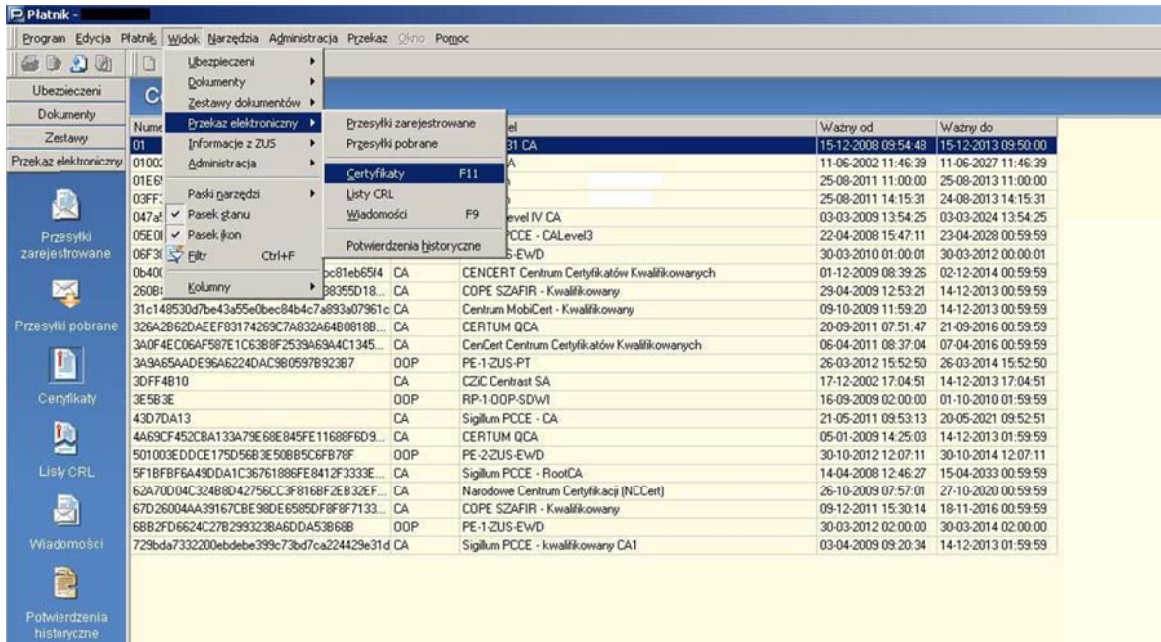 Płatnik -
Program Edycja Płatnik Widok Narzędzia Administracja Przekaz Okno Pomoc
Ubezpieczeni
Dokumenty
Zestawy
Przekaz elektroniczny
Przesyłki zarejestrowane
Przesyłki pobrane
Certyfikaty
Listy CRL
Wiadomości
Potwierdzenia historyczne
Ubezpieczeni
Dokumenty
Zestawy dokumentów
Przekaz elektroniczny
Informacje z ZUS
Administracja
Paski narzędzi
Pasek stanu
Pasek ikon
Filtr Ctrl+F
Kolumny
Przesyłki zarejestrowane
Przesyłki pobrane
Certyfikaty F11
Listy CRL
Wiadomości F9
Potwierdzenia historyczne
Ważny od Ważny do
01 31 CA 15-12-2008 09:54:48 15-12-2013 09:50:00
11-06-2002 11:46:39 11-06-2027 11:46:39
25-08-2011 11:00:00 25-08-2013 11:00:00
25-08-2011 14:15:31 24-08-2013 14:15:31
evel IV CA 03-03-2009 13:54:25 03-03-2024 13:54:25
PCCE - CALevel3 22-04-2008 15:47:11 23-04-2028 00:59:59
S-EWD 30-03-2010 01:00:01 30-03-2012 00:00:01
CA CENCERT Centrum Certyfikatów Kwalifikowanych 01-12-2009 08:39:26 02-12-2014 00:59:59
CA COPE SZAFIR - Kwalifikowany 29-04-2009 12:53:21 14-12-2013 00:59:59
31c148530d7be43a55e0bec84b4c7a893a07961c CA Centrum MobiCert - Kwalifikowany 09-10-2009 11:59:20 14-12-2013 00:59:59
326A2B62DAEEF83174269C7A832A64B0818B... CA CERTUM QCA 20-09-2011 07:51:47 21-09-2016 00:59:59
3A0F4EC06AF587E1C63B8F2539A69A4C1345... CA CenCert Centrum Certyfikatów Kwalifikowanych 06-04-2011 08:37:04 07-04-2016 00:59:59
3A9A65AADE96A6224DAC9B0597B923B7 OOP PE-1-ZUS-PT 26-03-2012 15:52:50 26-03-2014 15:52:50
3DFF4B10 CA CZiC Centrast SA 17-12-2002 17:04:51 14-12-2013 17:04:51
3E5B3E OOP RP-1-OOP-SDWI 16-09-2009 02:00:00 01-10-2010 01:59:59
43D7DA13 CA Sigillum PCCE - CA 21-05-2011 09:53:13 20-05-2021 09:52:51
4A69CF452CBA133A79E68E845FE11688F6D9... CA CERTUM QCA 05-01-2009 14:25:03 14-12-2013 01:59:59
501003EDDCE175D56B3E50BB5C6FB78F OOP PE-2-ZUS-EWD 30-10-2012 12:07:11 30-10-2014 12:07:11
5F1BFBF6A49DDA1C36761886FE8412F3333E... CA Sigillum PCCE - RootCA 14-04-2008 12:46:27 15-04-2033 00:59:59
62A70D04C324B8D42756CC3F816BF2EB32EF... CA Narodowe Centrum Certyfikacji (NCCert) 26-10-2009 07:57:01 27-10-2020 00:59:59
67D26004AA39167CBE98DE6585DF8F8F7133... CA COPE SZAFIR - Kwalifikowany 09-12-2011 15:30:14 18-11-2016 00:59:59
6BB2FD6624C27B299323BA6DDA53B68B OOP PE-1-ZUS-EWD 30-03-2012 02:00:00 30-03-2014 02:00:00
729bda7332200ebdebe399c73bd7ca224429e31d CA Sigillum PCCE - kwalifikowany CA1 03-04-2009 09:20:34 14-12-2013 01:59:59